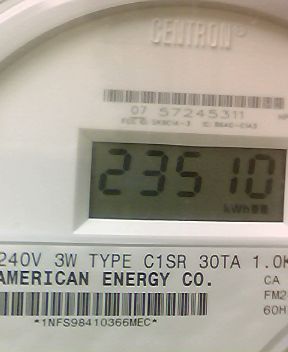 CENTRON®
07 57245311
23510
kWh
240V 3W TYPE C1SR 30TA 1.0K
AMERICAN ENERGY CO.
CA
FM2
60H
*1NFS98410366MEC*